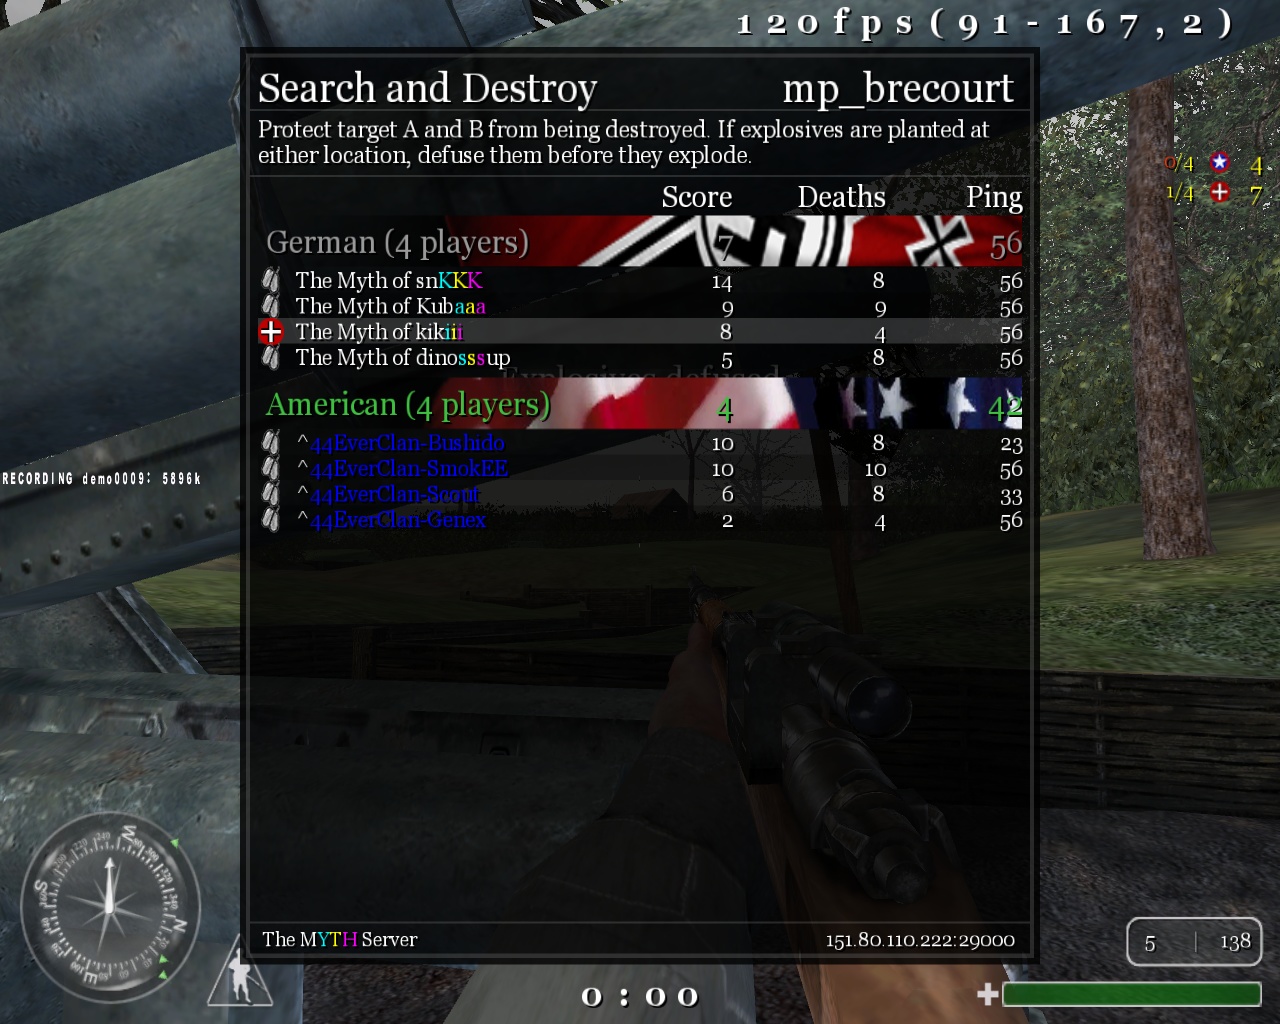 120fps(91-167,2)
Search and Destroy mp_brecourt
Protect target A and B from being destroyed. If explosives are planted at
either location, defuse them before they explode.
0/4 4
1/4 7
Score Deaths Ping
German (4 players) 7 56
The Myth of snKKK 14 8 56
The Myth of Kubaaa 9 9 56
The Myth of kikiii 8 4 56
The Myth of dinosssup 5 8 56
Explosives defused
American (4 players) 4 42
^44EverClan-Bushido 10 8 23
^44EverClan-SmokEE 10 10 56
RECORDING demo0009: 5896k
^44EverClan-Scout 6 8 33
^44EverClan-Genex 2 4 56
The MYTH Server 151.80.110.222:29000
5 | 138
0:00